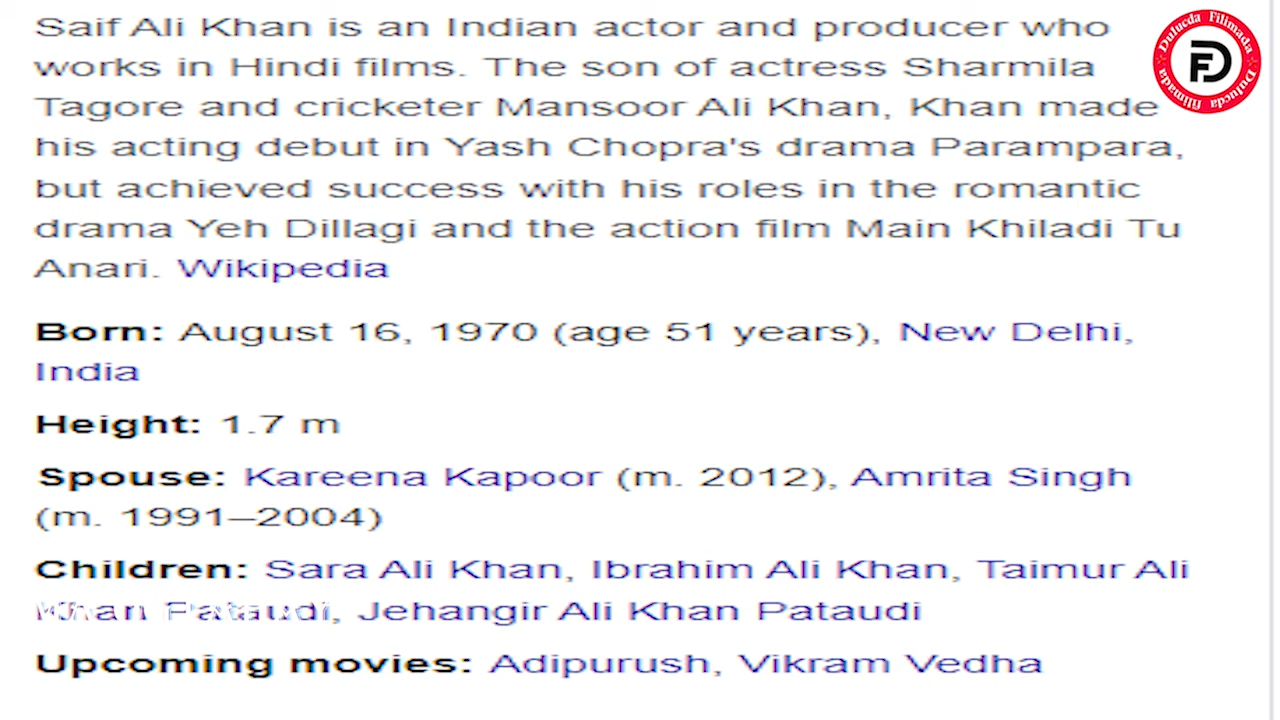 Saif Ali Khan is an Indian actor and producer who
works in Hindi films. The son of actress Sharmila
Tagore and cricketer Mansoor Ali Khan, Khan made
his acting debut in Yash Chopra's drama Parampara,
but achieved success with his roles in the romantic
drama Yeh Dillagi and the action film Main Khiladi Tu
Anari. Wikipedia
Born: August 16, 1970 (age 51 years), New Delhi,
India
Height: 1.7 m
Spouse: Kareena Kapoor (m. 2012), Amrita Singh
(m. 1991–2004)
Children: Sara Ali Khan, Ibrahim Ali Khan, Taimur Ali
Khan Pataudi, Jehangir Ali Khan Pataudi
Upcoming movies: Adipurush, Vikram Vedha
Dulucda Filimada
FD
Dulucda filimada